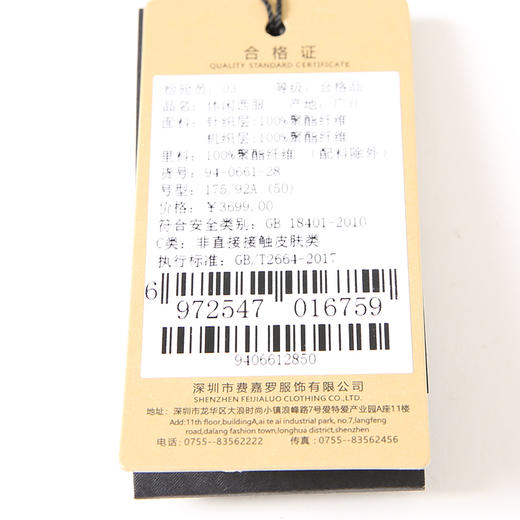 合格证
QUALITY STANDARD CERTIFICATE
检验员: 03 等级: 合格品
品名: 休闲西服 产地: 广东
面料: 针织层:100%聚酯纤维
机织层:100%聚酯纤维
里料: 100%聚酯纤维 (配料除外)
货号: 94-0661-28
号型: 175/92A (50)
价格: ￥3699.00
符合安全类别: GB 18401-2010
C类: 非直接接触皮肤类
执行标准: GB/T2664-2017
6 972547 016759
9406612850
深圳市费嘉罗服饰有限公司
SHENZHEN FEIJIALUO CLOTHING CO.,LTD.
地址: 深圳市龙华区大浪时尚小镇浪峰路7号爱特爱产业园A座11楼
Add:11th floor,buildingA,ai te ai industrial park, no.7,langfeng
road,dalang fashion town,longhua district,shenzhen
电话: 0755--83562222 传真: 0755--83562456